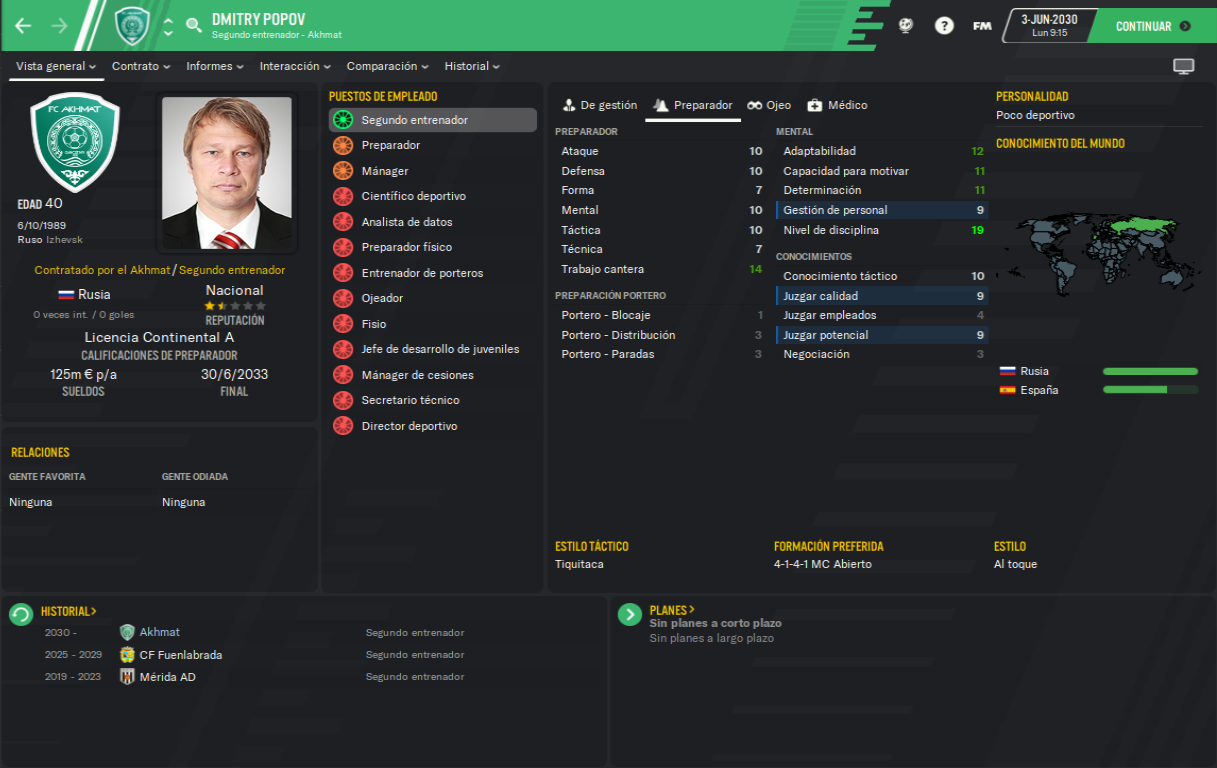 DMITRY POPOV
Segundo entrenador - Akhmat
?
FM
3-JUN-2030
Lun 9:15
CONTINUAR
Vista general
Contrato
Informes
Interacción
Comparación
Historial
FC AKHMAT
EDAD 40
6/10/1989
Ruso Izhevsk
Contratado por el Akhmat / Segundo entrenador
Rusia
0 veces int. / 0 goles
Nacional
REPUTACIÓN
Licencia Continental A
CALIFICACIONES DE PREPARADOR
125m € p/a
SUELDOS
30/6/2033
FINAL
RELACIONES
GENTE FAVORITA
Ninguna
GENTE ODIADA
Ninguna
PUESTOS DE EMPLEADO
Segundo entrenador
Preparador
Mánager
Científico deportivo
Analista de datos
Preparador físico
Entrenador de porteros
Ojeador
Fisio
Jefe de desarrollo de juveniles
Mánager de cesiones
Secretario técnico
Director deportivo
De gestión
Preparador
Ojeo
Médico
PREPARADOR
Ataque 10
Defensa 10
Forma 7
Mental 10
Táctica 10
Técnica 7
Trabajo cantera 14
PREPARACIÓN PORTERO
Portero - Blocaje 1
Portero - Distribución 3
Portero - Paradas 3
MENTAL
Adaptabilidad 12
Capacidad para motivar 11
Determinación 11
Gestión de personal 9
Nivel de disciplina 19
CONOCIMIENTOS
Conocimiento táctico 10
Juzgar calidad 9
Juzgar empleados 4
Juzgar potencial 9
Negociación 3
PERSONALIDAD
Poco deportivo
CONOCIMIENTO DEL MUNDO
Rusia
España
ESTILO TÁCTICO
Tiquitaca
FORMACIÓN PREFERIDA
4-1-4-1 MC Abierto
ESTILO
Al toque
HISTORIAL >
2030 - Akhmat Segundo entrenador
2025 - 2029 CF Fuenlabrada Segundo entrenador
2019 - 2023 Mérida AD Segundo entrenador
PLANES >
Sin planes a corto plazo
Sin planes a largo plazo